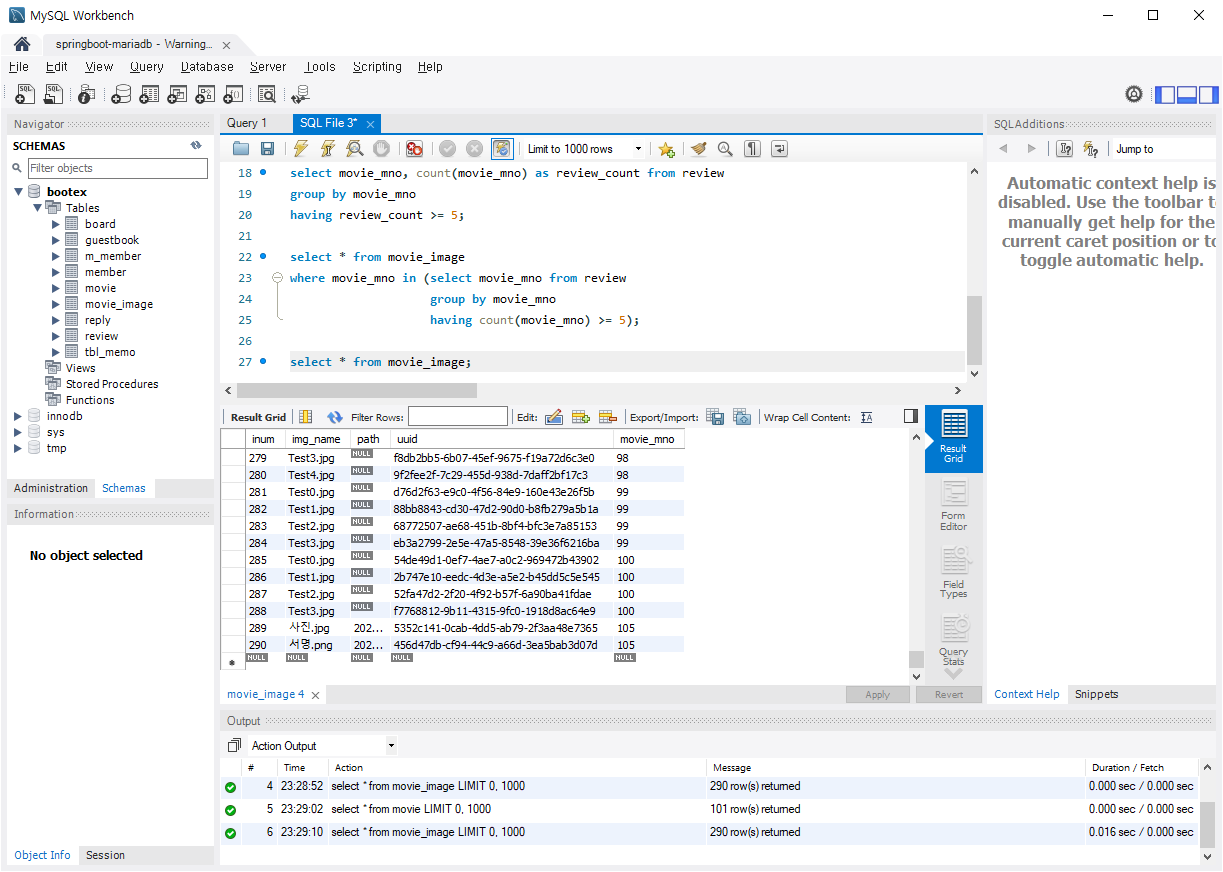 MySQL Workbench
springboot-mariadb - Warning...
File Edit View Query Database Server Tools Scripting Help
Navigator
SCHEMAS
Filter objects
bootex
Tables
board
guestbook
m_member
member
movie
movie_image
reply
review
tbl_memo
Views
Stored Procedures
Functions
innodb
sys
tmp
Administration Schemas
Information
No object selected
Object Info Session
Query 1 SQL File 3*
Limit to 1000 rows
18 select movie_mno, count(movie_mno) as review_count from review
19 group by movie_mno
20 having review_count >= 5;
21
22 select * from movie_image
23 where movie_mno in (select movie_mno from review
24 group by movie_mno
25 having count(movie_mno) >= 5);
26
27 select * from movie_image;
Result Grid Filter Rows: Edit: Export/Import: Wrap Cell Content:
inum img_name path uuid movie_mno
279 Test3.jpg NULL f8db2bb5-6b07-45ef-9675-f19a72d6c3e0 98
280 Test4.jpg NULL 9f2fee2f-7c29-455d-938d-7daff2bf17c3 98
281 Test0.jpg NULL d76d2f63-e9c0-4f56-84e9-160e43e26f5b 99
282 Test1.jpg NULL 88bb8843-cd30-47d2-90d0-b8fb279a5b1a 99
283 Test2.jpg NULL 68772507-ae68-451b-8bf4-bfc3e7a85153 99
284 Test3.jpg NULL eb3a2799-2e5e-47a5-8548-39e36f6216ba 99
285 Test0.jpg NULL 54de49d1-0ef7-4ae7-a0c2-969472b43902 100
286 Test1.jpg NULL 2b747e10-eedc-4d3e-a5e2-b45dd5c5e545 100
287 Test2.jpg NULL 52fa47d2-2f20-4f92-b57f-6a90ba41fdae 100
288 Test3.jpg NULL f7768812-9b11-4315-9fc0-1918d8ac64e9 100
289 사진.jpg 202... 5352c141-0cab-4dd5-ab79-2f3aa48e7365 105
290 서명.png 202... 456d47db-cf94-44c9-a66d-3ea5bab3d07d 105
NULL NULL NULL NULL NULL
Result
Grid
Form
Editor
Field
Types
Query
Stats
movie_image 4
Apply Revert
SQLAdditions
Jump to
Automatic context help is
disabled. Use the toolbar t
manually get help for the
current caret position or to
toggle automatic help.
Context Help Snippets
Output
Action Output
# Time Action Message Duration / Fetch
4 23:28:52 select * from movie_image LIMIT 0, 1000 290 row(s) returned 0.000 sec / 0.000 sec
5 23:29:02 select * from movie LIMIT 0, 1000 101 row(s) returned 0.000 sec / 0.000 sec
6 23:29:10 select * from movie_image LIMIT 0, 1000 290 row(s) returned 0.016 sec / 0.000 sec